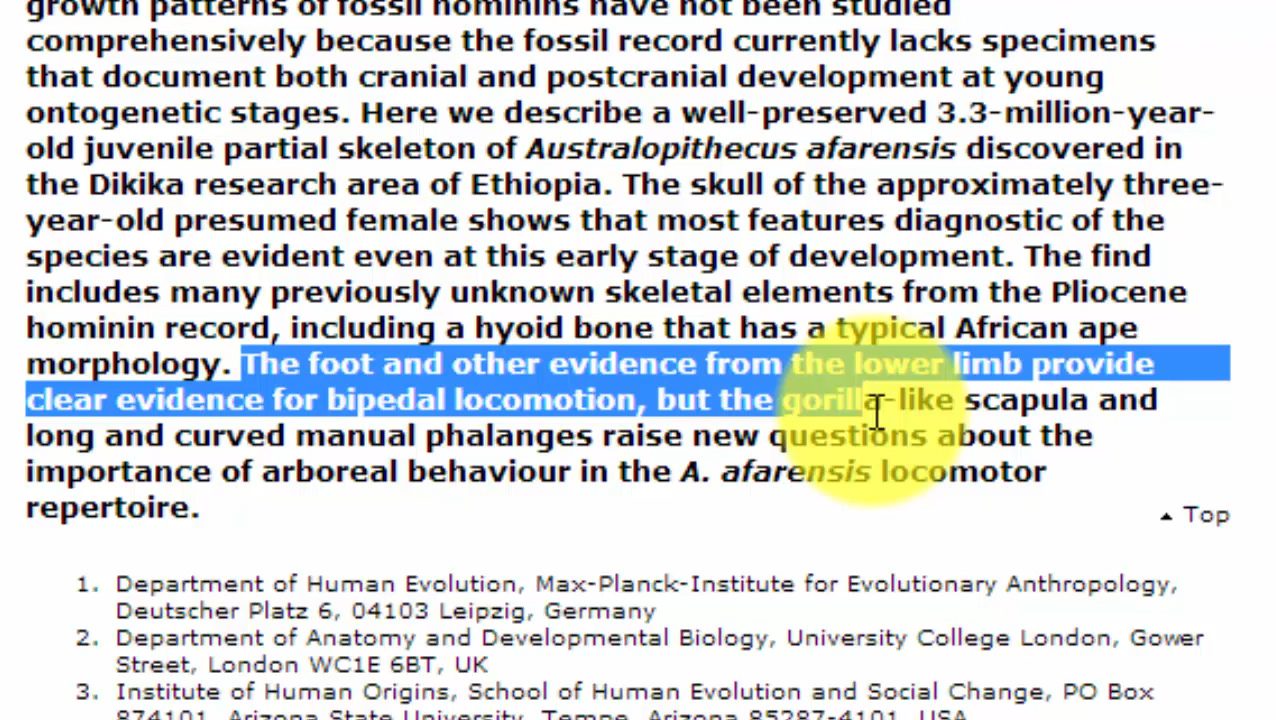 growth patterns of fossil hominins have not been studied
comprehensively because the fossil record currently lacks specimens
that document both cranial and postcranial development at young
ontogenetic stages. Here we describe a well-preserved 3.3-million-year-
old juvenile partial skeleton of Australopithecus afarensis discovered in
the Dikika research area of Ethiopia. The skull of the approximately three-
year-old presumed female shows that most features diagnostic of the
species are evident even at this early stage of development. The find
includes many previously unknown skeletal elements from the Pliocene
hominin record, including a hyoid bone that has a typical African ape
morphology. The foot and other evidence from the lower limb provide
clear evidence for bipedal locomotion, but the gorilla-like scapula and
long and curved manual phalanges raise new questions about the
importance of arboreal behaviour in the A. afarensis locomotor
repertoire.
Top
1. Department of Human Evolution, Max-Planck-Institute for Evolutionary Anthropology,
Deutscher Platz 6, 04103 Leipzig, Germany
2. Department of Anatomy and Developmental Biology, University College London, Gower
Street, London WC1E 6BT, UK
3. Institute of Human Origins, School of Human Evolution and Social Change, PO Box
874101, Arizona State University, Tempe, Arizona 85287-4101, USA